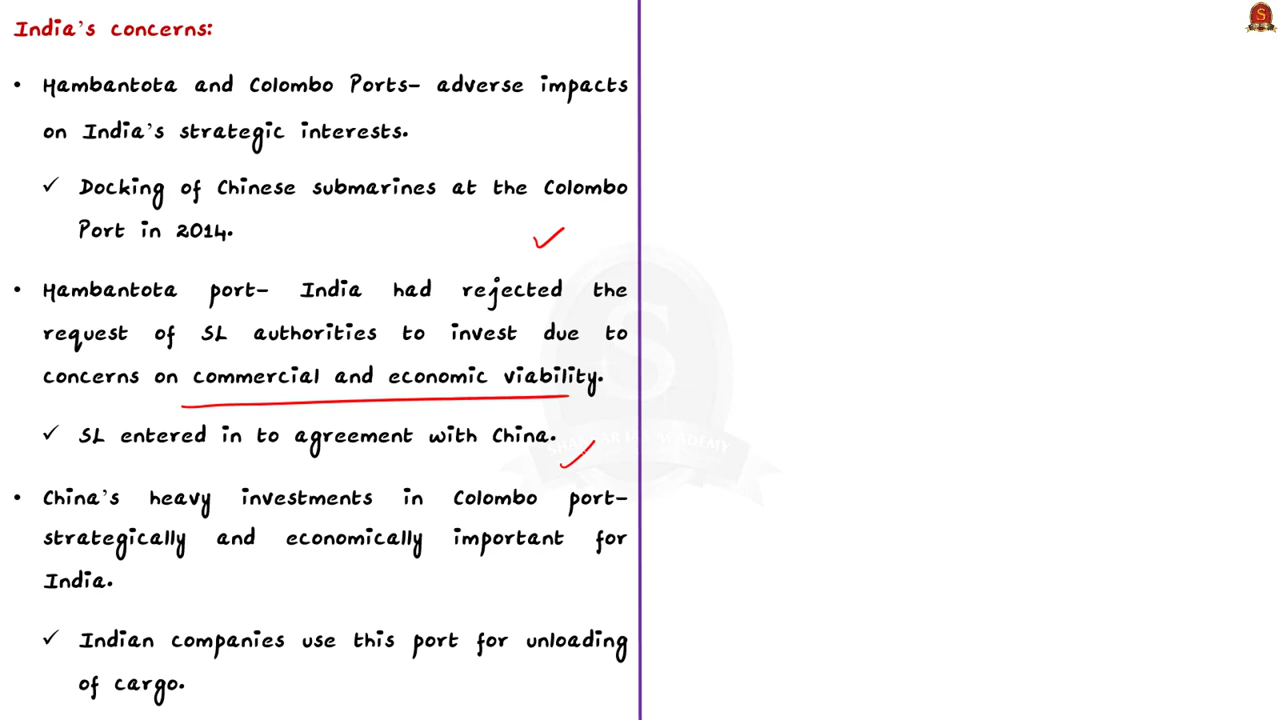 India's concerns:
• Hambantota and Colombo Ports- adverse impacts
on India's strategic interests.
✓ Docking of Chinese submarines at the Colombo
Port in 2014.
• Hambantota port- India had rejected the
request of SL authorities to invest due to
concerns on commercial and economic viability.
✓ SL entered in to agreement with China.
• China's heavy investments in Colombo port-
strategically and economically important for
India.
✓ Indian companies use this port for unloading
of cargo.
S
S
SHANKAR IAS ACADEMY